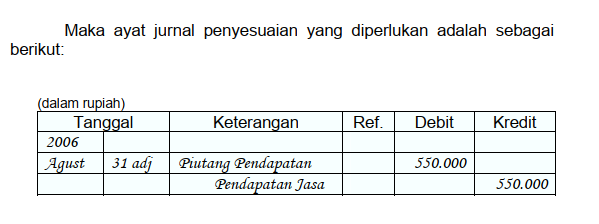 Maka ayat jurnal penyesuaian yang diperlukan adalah sebagai
berikut:
(dalam rupiah)
Tanggal Keterangan Ref. Debit Kredit
2006
Agust 31 adj Piutang Pendapatan 550.000
Pendapatan Jasa 550.000